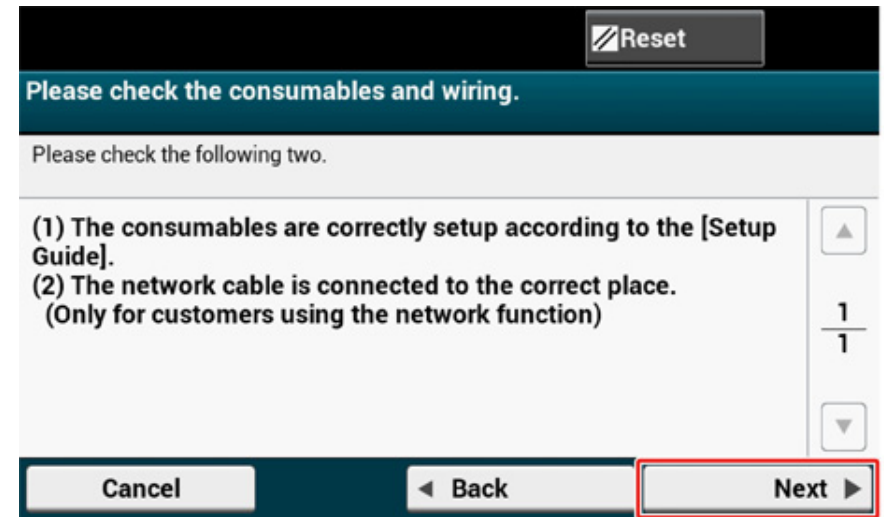 Reset
Please check the consumables and wiring.
Please check the following two.
(1) The consumables are correctly setup according to the [Setup
Guide].
(2) The network cable is connected to the correct place.
(Only for customers using the network function)
1
1
Cancel
Back
Next